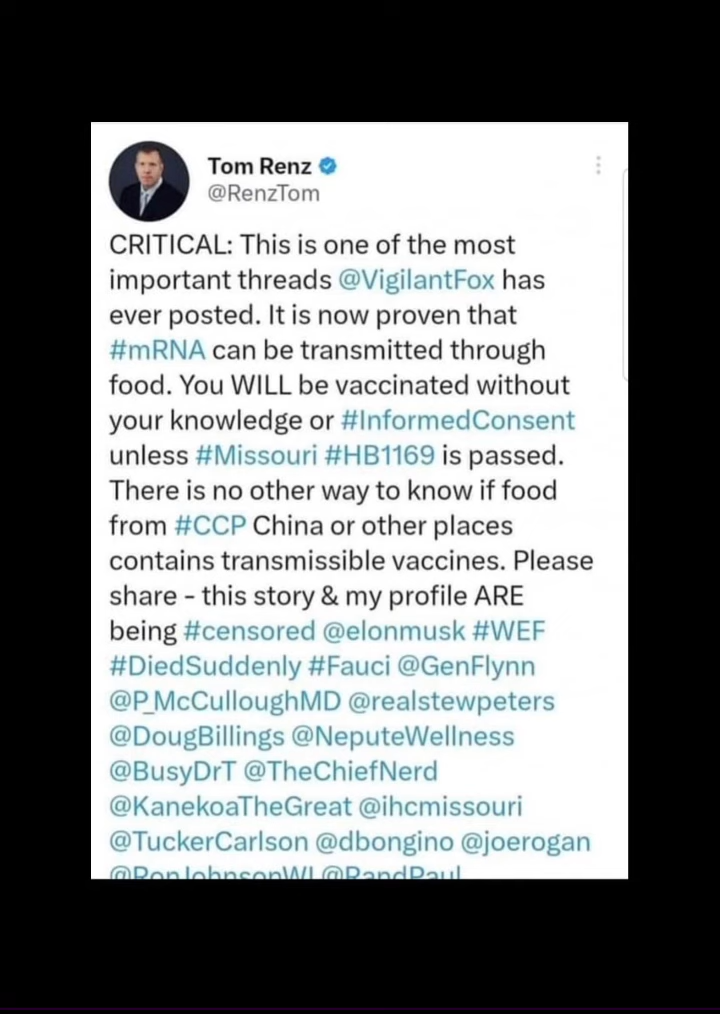 Tom Renz
@RenzTom
CRITICAL: This is one of the most
important threads @VigilantFox has
ever posted. It is now proven that
#mRNA can be transmitted through
food. You WILL be vaccinated without
your knowledge or #InformedConsent
unless #Missouri #HB1169 is passed.
There is no other way to know if food
from #CCP China or other places
contains transmissible vaccines. Please
share - this story & my profile ARE
being #censored @elonmusk #WEF
#DiedSuddenly #Fauci @GenFlynn
@P_McCulloughMD @realstewpeters
@DougBillings @NeputeWellness
@BusyDrT @TheChiefNerd
@KanekoaTheGreat @ihcmissouri
@TuckerCarlson @dbongino @joerogan
@RonJohnsonWI @RandPaul